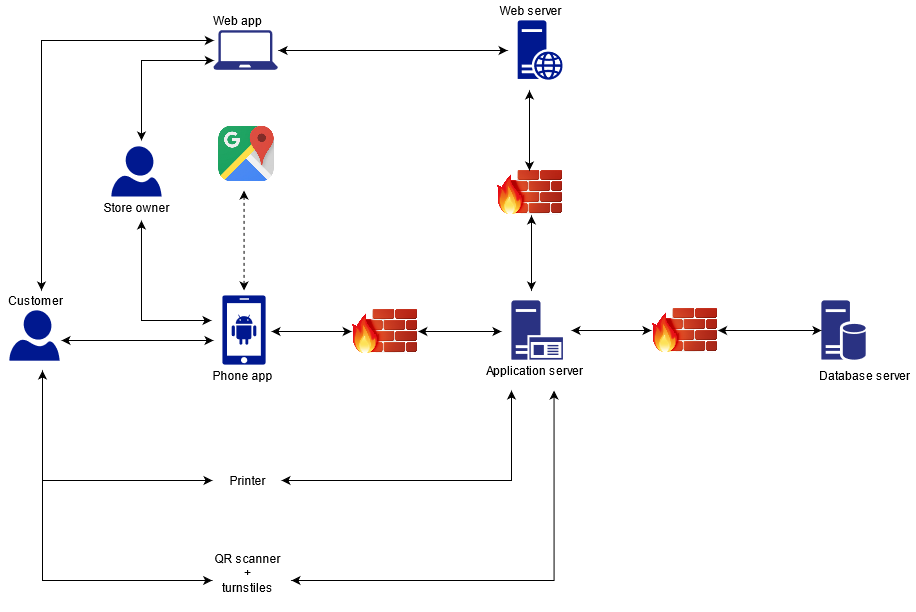 Web app
Web server
G
Store owner
Customer
Phone app
Application server
Database server
Printer
QR scanner
+
turnstiles